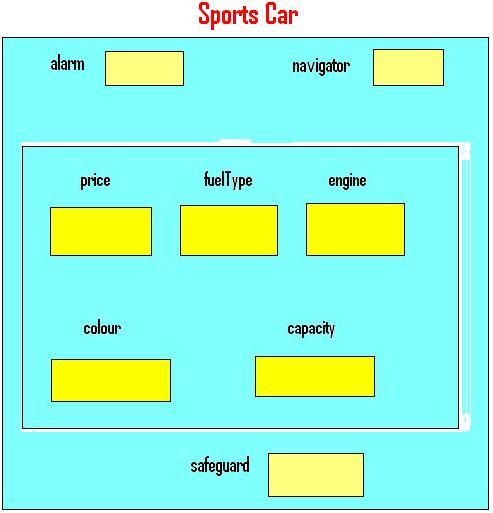 Sports Car
alarm
navigator
price
fuelType
engine
colour
capacity
safeguard